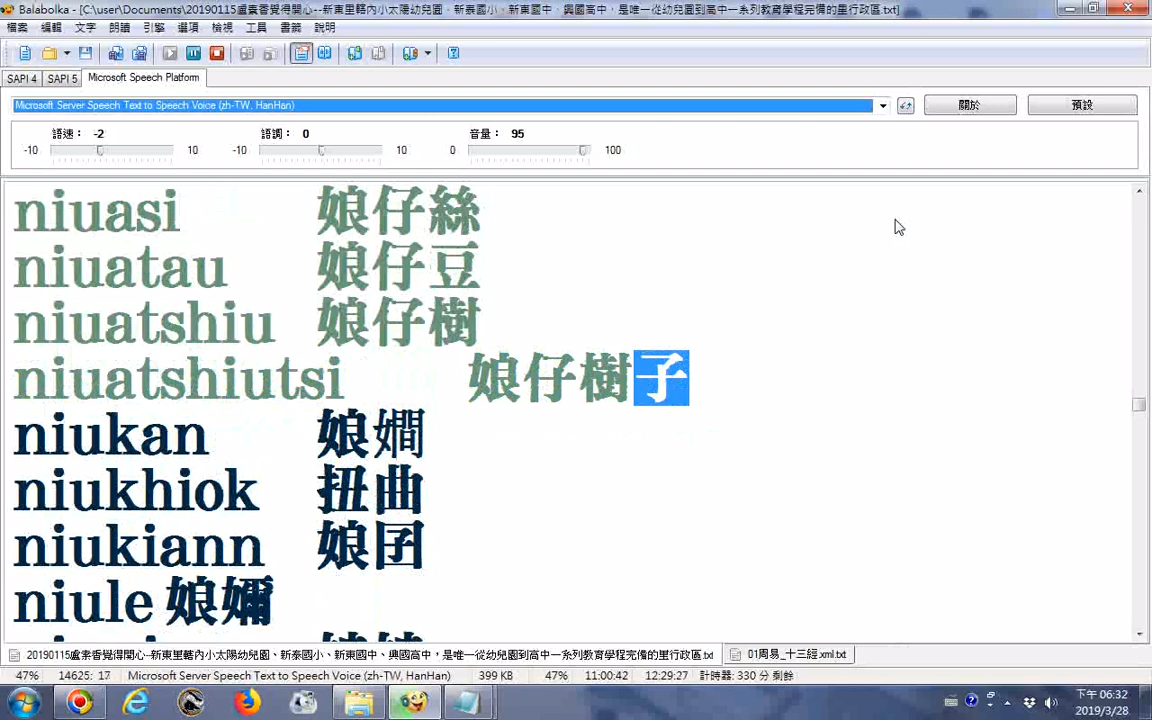 Balabolka - [C:\user\Documents\20190115盧素香覺得開心--新東里轄內小太陽幼兒園、新泰國小、新東國中、興國高中，是唯一從幼兒園到高中一系列教育學程完備的里行政區.txt]
檔案 編輯 文字 朗讀 引擎 選項 檢視 工具 書籤 說明
SAPI 4 SAPI 5 Microsoft Speech Platform
Microsoft Server Speech Text to Speech Voice (zh-TW, HanHan) 關於 預設
語速： -2 語調： 0 音量： 95
-10 10 -10 10 0 100
niuasi 娘仔絲
niuatau 娘仔豆
niuatshiu 娘仔樹
niuatshiutsi 娘仔樹子
niukan 娘嫺
niukhiok 扭曲
niukiann 娘囝
niule 娘嬭
20190115盧素香覺得開心--新東里轄內小太陽幼兒園、新泰國小、新東國中、興國高中，是唯一從幼兒園到高中一系列教育學程完備的里行政區.txt 01周易_十三經.xml.txt
47% 14625: 17 Microsoft Server Speech Text to Speech Voice (zh-TW, HanHan) 399 KB 47% 11:00:42 12:29:27 計時器: 330 分 剩餘
下午 06:32
2019/3/28